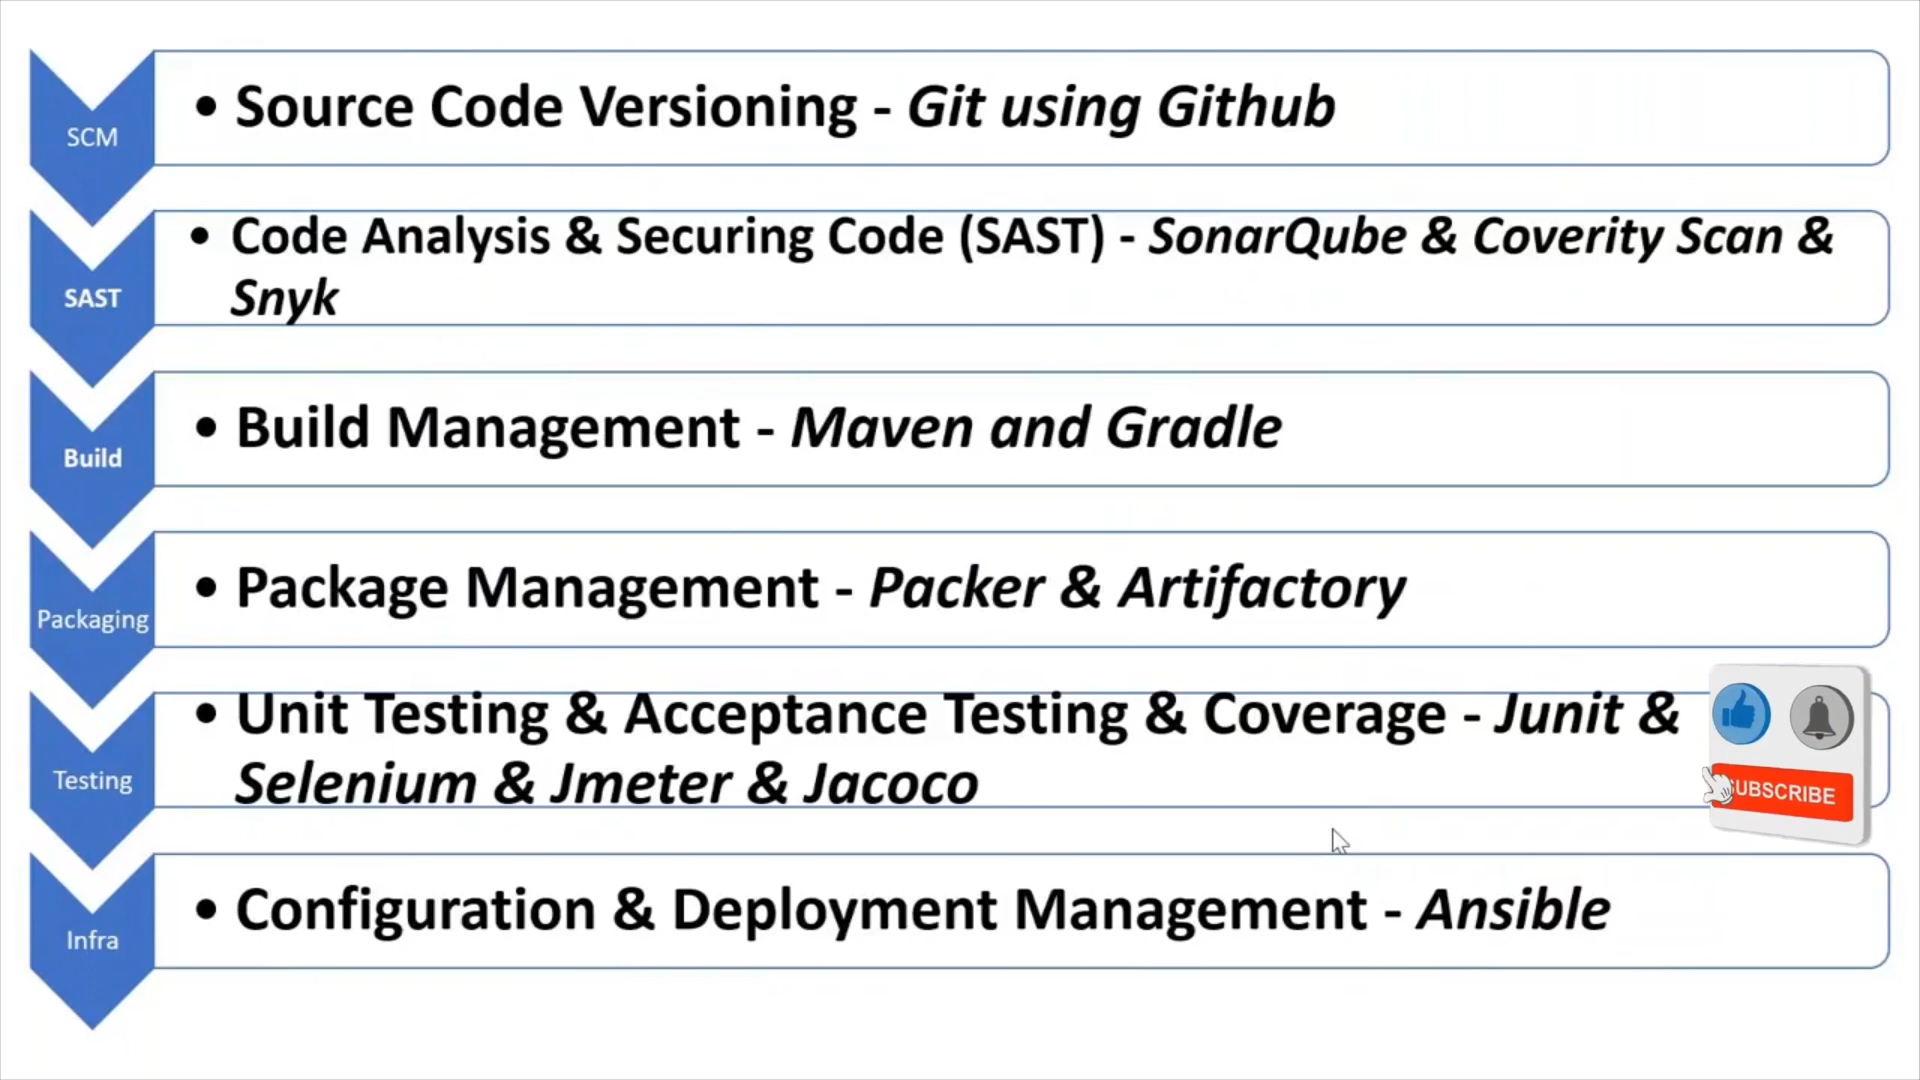 SCM
• Source Code Versioning - Git using Github
SAST
• Code Analysis & Securing Code (SAST) - SonarQube & Coverity Scan &
Snyk
Build
• Build Management - Maven and Gradle
Packaging
• Package Management - Packer & Artifactory
Testing
• Unit Testing & Acceptance Testing & Coverage - Junit &
Selenium & Jmeter & Jacoco
UBSCRIBE
Infra
• Configuration & Deployment Management - Ansible